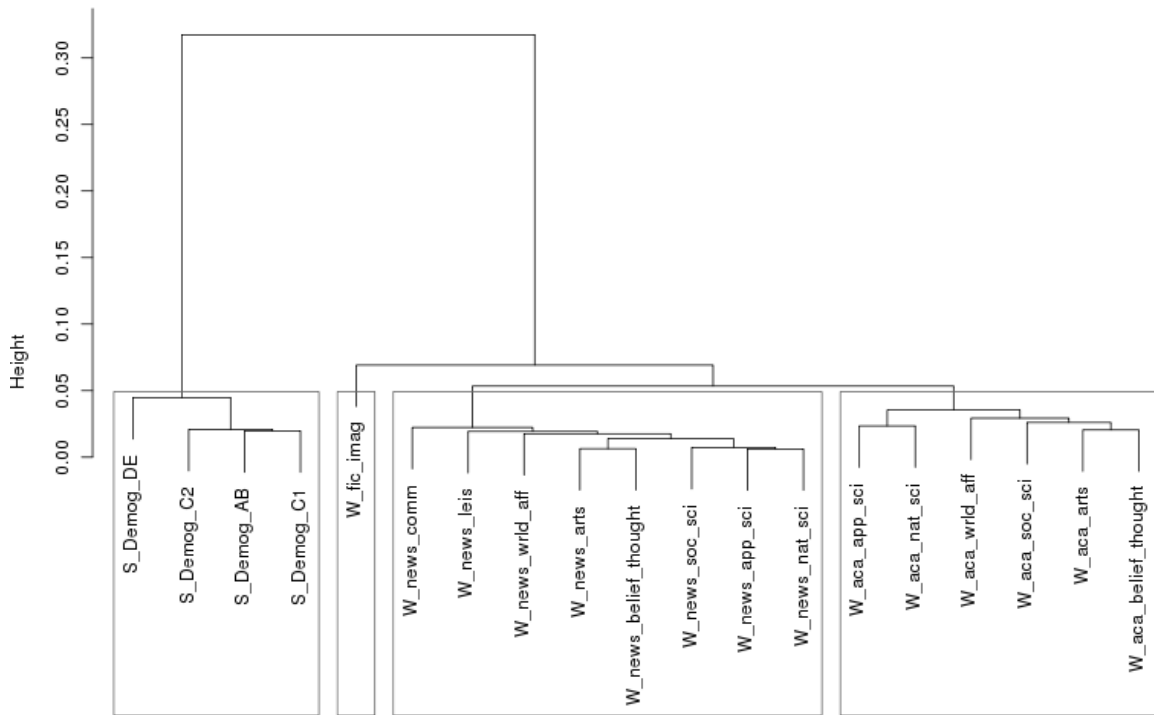 0.30
0.25
0.20
0.15
0.10
0.05
0.00
Height
S_Demog_DE
S_Demog_C2
S_Demog_AB
S_Demog_C1
W_fic_imag
W_news_comm
W_news_leis
W_news_wrld_aff
W_news_arts
W_news_belief_thought
W_news_soc_sci
W_news_app_sci
W_news_nat_sci
W_aca_app_sci
W_aca_nat_sci
W_aca_wrld_aff
W_aca_soc_sci
W_aca_arts
W_aca_belief_thought